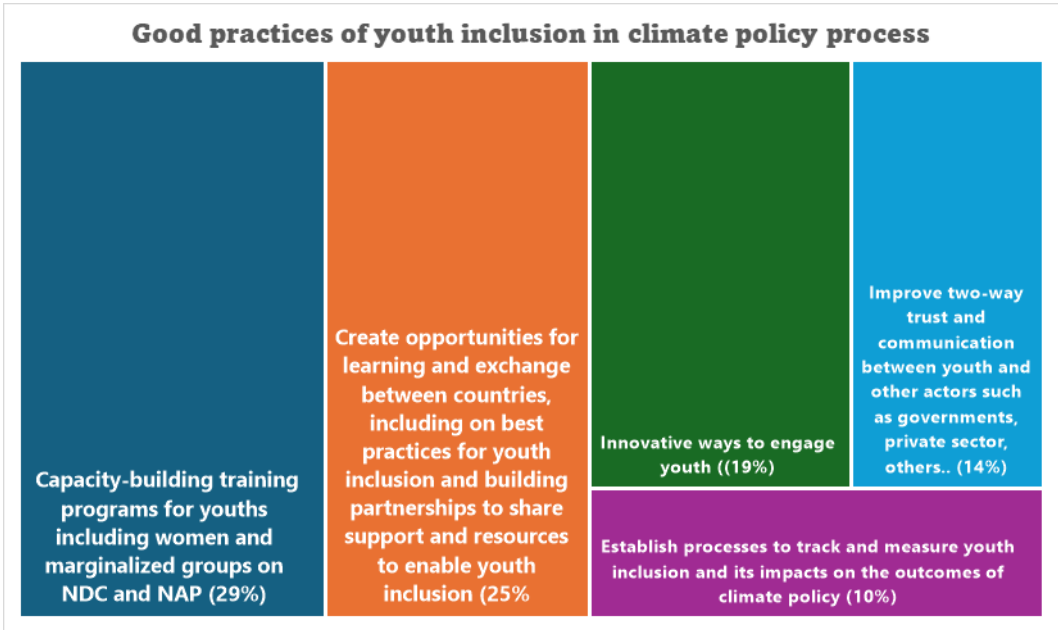 Good practices of youth inclusion in climate policy process
Capacity-building training
programs for youths
including women and
marginalized groups on
NDC and NAP (29%)
Create opportunities for
learning and exchange
between countries,
including on best
practices for youth
inclusion and building
partnerships to share
support and resources
to enable youth
inclusion (25%
Innovative ways to engage
youth ((19%)
Improve two-way
trust and
communication
between youth and
other actors such
as governments,
private sector,
others.. (14%)
Establish processes to track and measure youth
inclusion and its impacts on the outcomes of
climate policy (10%)